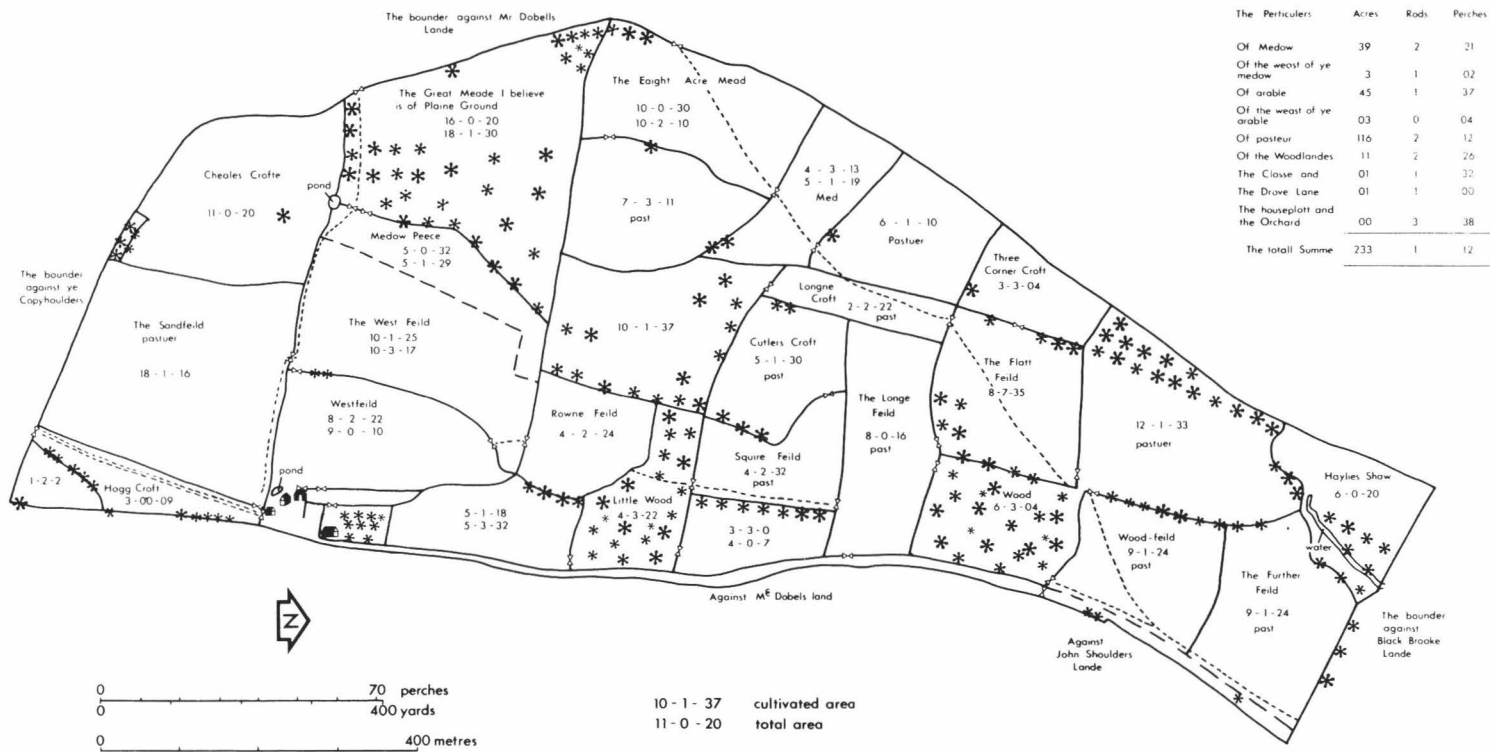 The bounder against Mr Dobells
Lande
The Perticulers Acres Rods Perches
Of Medow 39 2 21
Of the weast of ye
medow 3 1 02
Of arable 45 1 37
Of the weast of ye
arable 03 0 04
Of pasteur 116 2 12
Of the Woodlandes 11 2 26
The Closse and 01 1 32
The Drove Lane 01 1 00
The houseplott and
the Orchard 00 3 38
The totall Summe 233 1 12
The Great Meade I believe
is of Plaine Ground
16-0-20
18-1-30
The Eaight Acre Mead
10-0-30
10-2-10
Cheales Crofte
11-0-20
pond
7-3-11
past
4-3-13
5-1-19
Med
6-1-10
Pastuer
Medow Peece
5-0-32
5-1-29
Three
Corner Croft
3-3-04
The bounder
against ye
Copyhoulders
Longne
Croft
2-2-22
past
The Sandfeild
pastuer
18-1-16
The West Feild
10-1-25
10-3-17
10-1-37
Cutlers Croft
5-1-30
past
The Flatt
Feild
8-7-35
Westfeild
8-2-22
9-0-10
Rowne Feild
4-2-24
The Longe
Feild
8-0-16
past
12-1-33
pastuer
Squire Feild
4-2-32
past
1-2-2
Hogg Croft
3-00-09
pond
Haylies Shaw
6-0-20
5-1-18
5-3-32
Little Wood
4-3-22
3-3-0
4-0-7
Wood
6-3-04
Wood-feild
9-1-24
past
water
The Further
Feild
9-1-24
past
Against Mr Dobels land
Against
John Shoulders
Lande
The bounder
against
Black Brooke
Lande
N
0 70 perches
0 400 yards
0 400 metres
10-1-37 cultivated area
11-0-20 total area